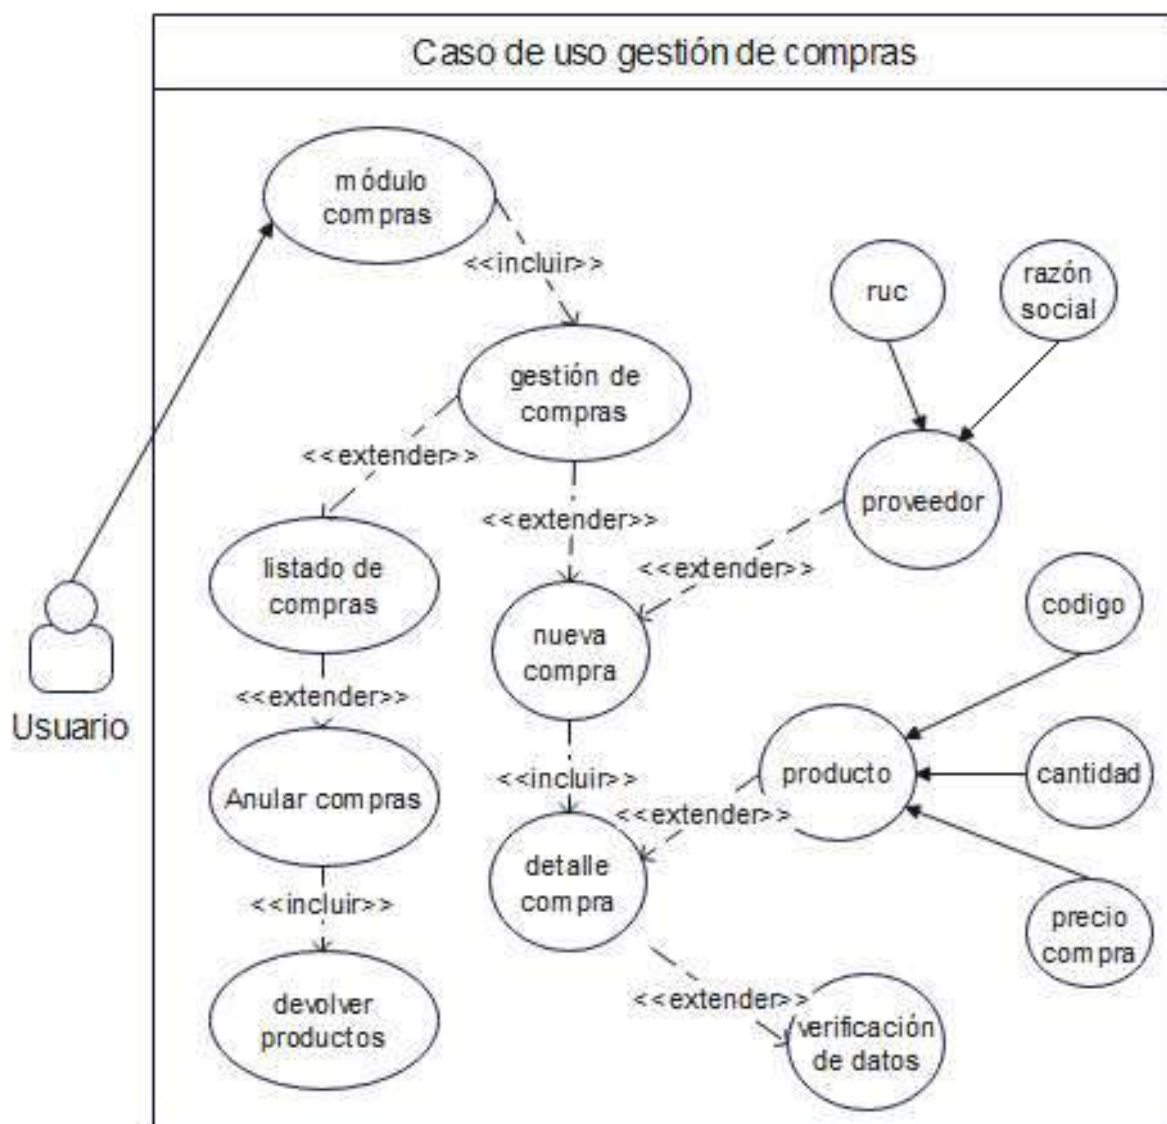 Caso de uso gestión de compras
módulo
compras
<<incluir>>
ruc
razón
social
gestión de
compras
<<extender>>
<<extender>>
proveedor
<<extender>>
listado de
compras
codigo
nueva
compra
<<extender>>
Usuario
Anular compras
<<incluir>>
producto
cantidad
<<extender>>
detalle
compra
<<incluir>>
precio
compra
<<extender>>
devolver
productos
verificación
de datos